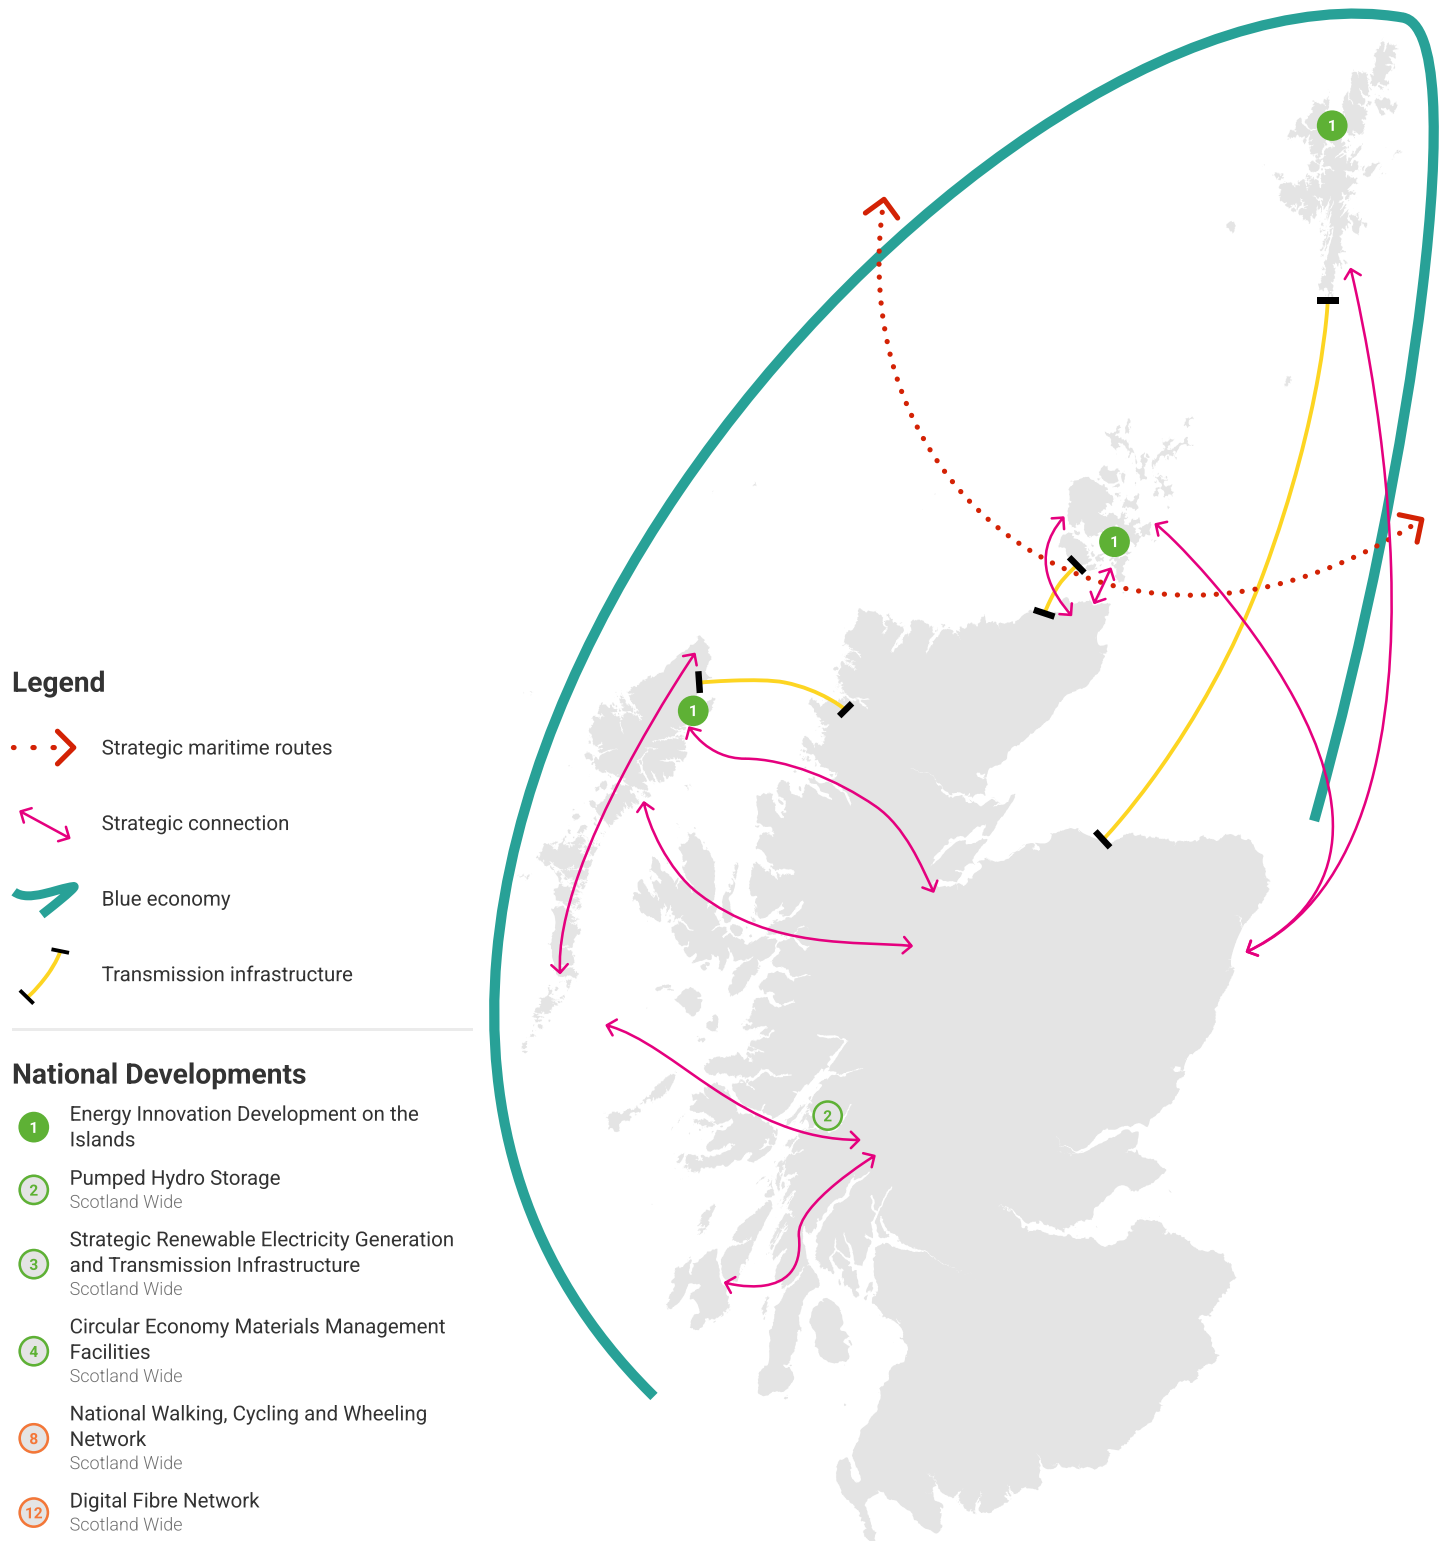 1
1
1
2
Legend
Strategic maritime routes
Strategic connection
Blue economy
Transmission infrastructure
National Developments
1 Energy Innovation Development on the
Islands
2 Pumped Hydro Storage
Scotland Wide
3 Strategic Renewable Electricity Generation
and Transmission Infrastructure
Scotland Wide
4 Circular Economy Materials Management
Facilities
Scotland Wide
8 National Walking, Cycling and Wheeling
Network
Scotland Wide
12 Digital Fibre Network
Scotland Wide